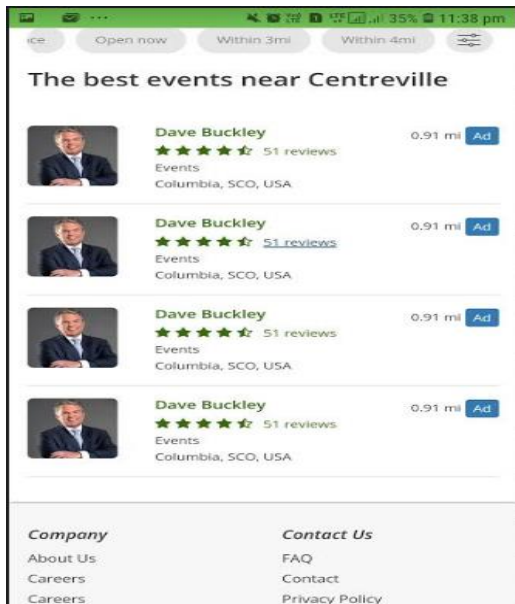 35% 11:38 pm
ce Open now Within 3mi Within 4mi
The best events near Centreville
Dave Buckley 0.91 mi Ad
51 reviews
Events
Columbia, SCO, USA
Dave Buckley 0.91 mi Ad
51 reviews
Events
Columbia, SCO, USA
Dave Buckley 0.91 mi Ad
51 reviews
Events
Columbia, SCO, USA
Dave Buckley 0.91 mi Ad
51 reviews
Events
Columbia, SCO, USA
Company Contact Us
About Us FAQ
Careers Contact
Careers Privacy Policy